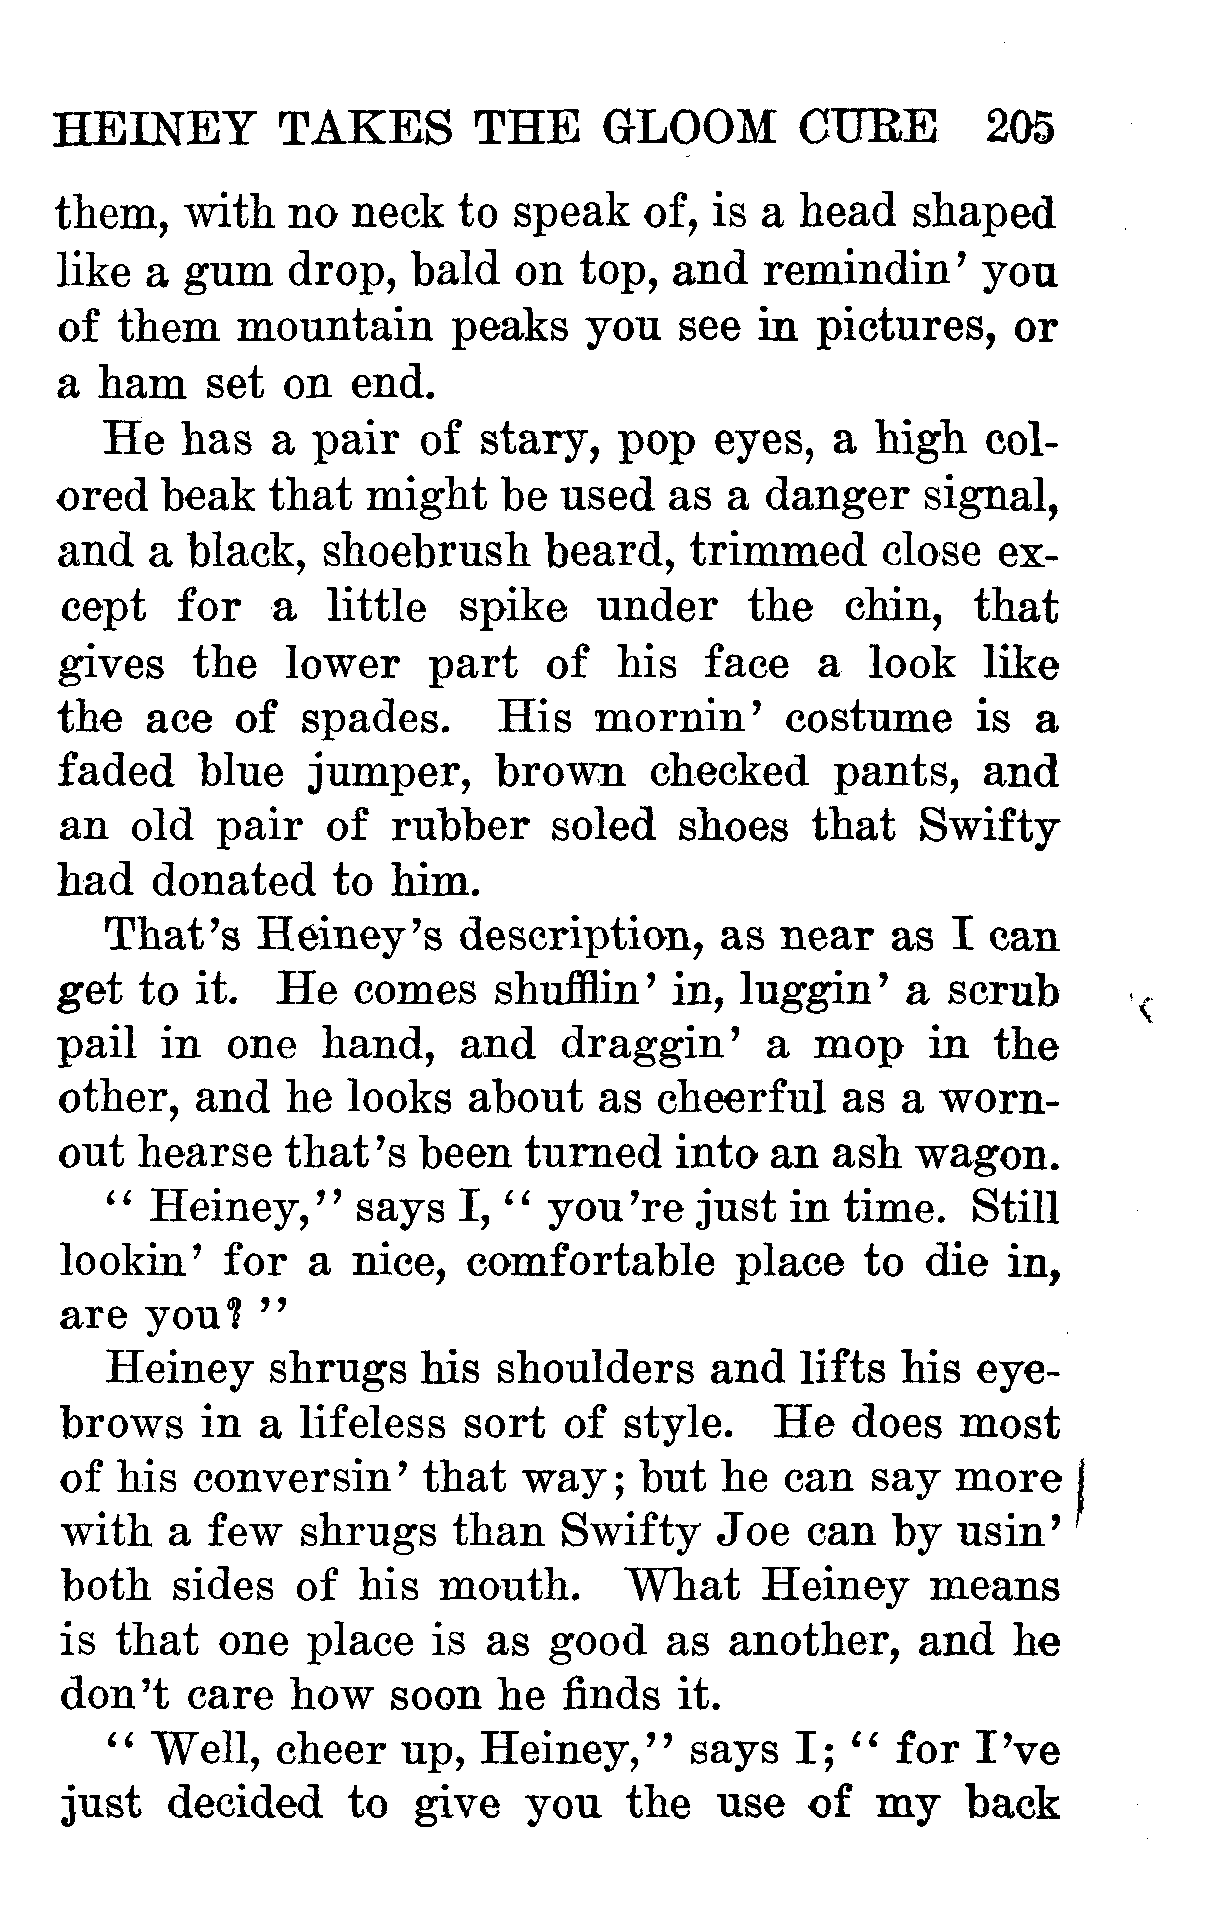 HEINEY TAKES THE GLOOM CURE 205
them, with no neck to speak of, is a head shaped
like a gum drop, bald on top, and remindin' you
of them mountain peaks you see in pictures, or
a ham set on end.
He has a pair of stary, pop eyes, a high col-
ored beak that might be used as a danger signal,
and a black, shoebrush beard, trimmed close ex-
cept for a little spike under the chin, that
gives the lower part of his face a look like
the ace of spades. His mornin' costume is a
faded blue jumper, brown checked pants, and
an old pair of rubber soled shoes that Swifty
had donated to him.
That's Heiney's description, as near as I can
get to it. He comes shufflin' in, luggin' a scrub
pail in one hand, and draggin' a mop in the
other, and he looks about as cheerful as a worn-
out hearse that's been turned into an ash wagon.
"Heiney," says I, "you're just in time. Still
lookin' for a nice, comfortable place to die in,
are you?"
Heiney shrugs his shoulders and lifts his eye-
brows in a lifeless sort of style. He does most
of his conversin' that way; but he can say more
with a few shrugs than Swifty Joe can by usin'
both sides of his mouth. What Heiney means
is that one place is as good as another, and he
don't care how soon he finds it.
"Well, cheer up, Heiney," says I; "for I've
just decided to give you the use of my back